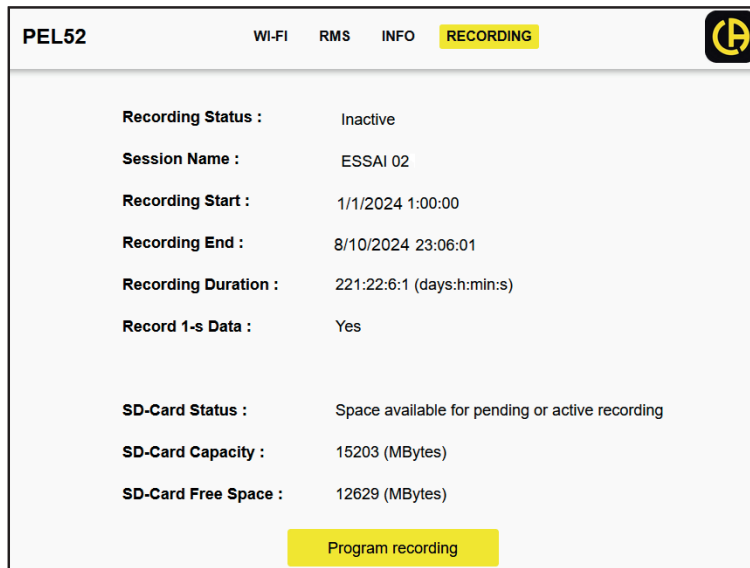 PEL52 WI-FI RMS INFO RECORDING
Recording Status : Inactive
Session Name : ESSAI 02
Recording Start : 1/1/2024 1:00:00
Recording End : 8/10/2024 23:06:01
Recording Duration : 221:22:6:1 (days:h:min:s)
Record 1-s Data : Yes
SD-Card Status : Space available for pending or active recording
SD-Card Capacity : 15203 (MBytes)
SD-Card Free Space : 12629 (MBytes)
Program recording